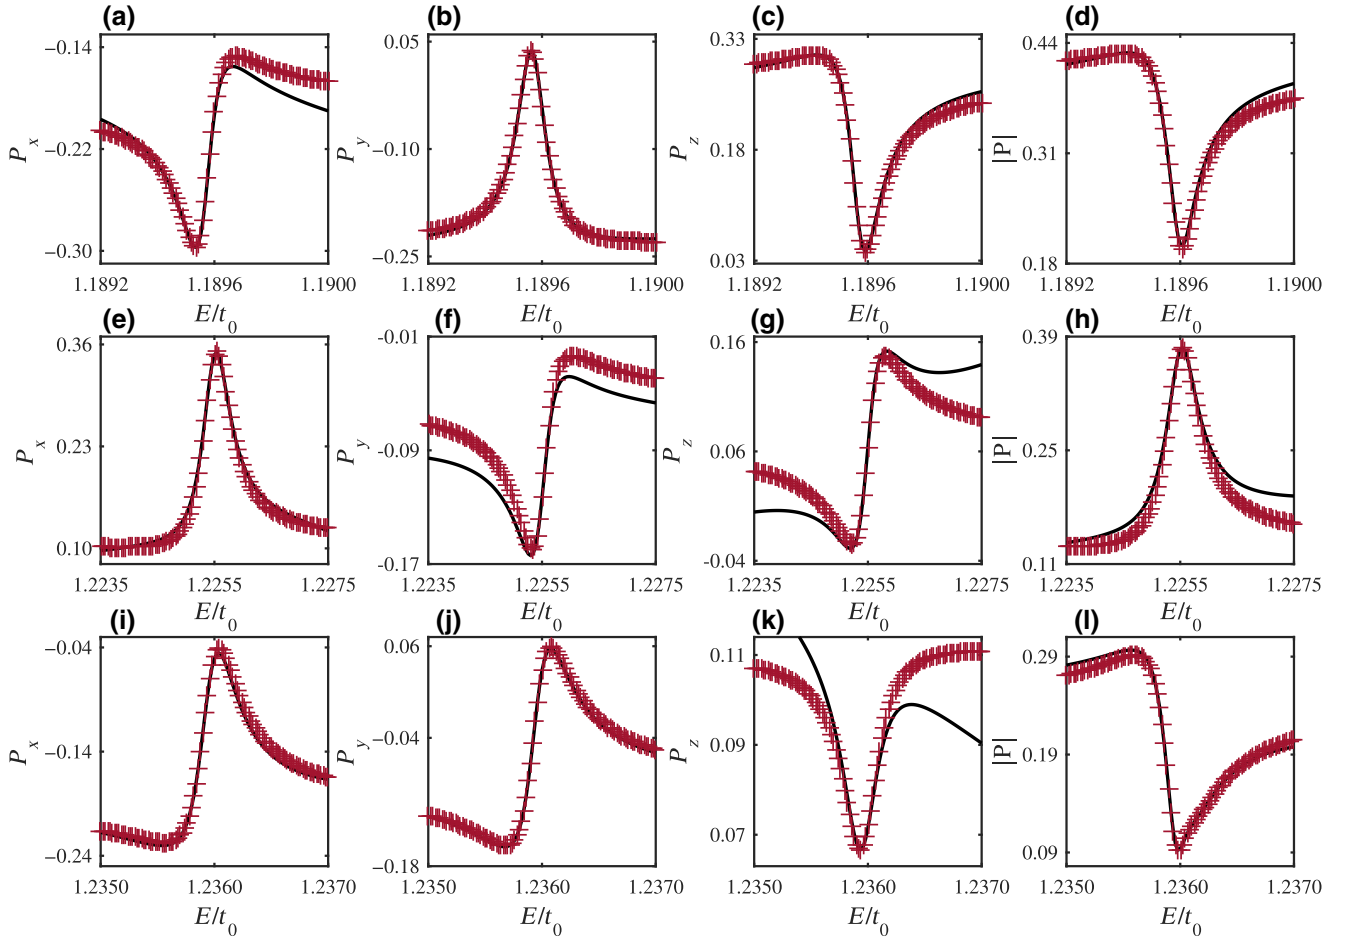 (a) (b) (c) (d)
−0.14 0.05 0.33 0.44
P_x −0.22 P_y −0.10 P_z 0.18 |P| 0.31
−0.30 −0.25 0.03 0.18
1.1892 1.1896 1.1900 1.1892 1.1896 1.1900 1.1892 1.1896 1.1900 1.1892 1.1896 1.1900
E/t_0 E/t_0 E/t_0 E/t_0
(e) (f) (g) (h)
0.36 -0.01 0.16 0.39
P_x 0.23 P_y -0.09 P_z 0.06 |P| 0.25
0.10 -0.17 -0.04 0.11
1.2235 1.2255 1.2275 1.2235 1.2255 1.2275 1.2235 1.2255 1.2275 1.2235 1.2255 1.2275
E/t_0 E/t_0 E/t_0 E/t_0
(i) (j) (k) (l)
−0.04 0.06 0.11 0.29
P_x −0.14 P_y −0.04 P_z 0.09 |P| 0.19
−0.24 −0.18 0.07 0.09
1.2350 1.2360 1.2370 1.2350 1.2360 1.2370 1.2350 1.2360 1.2370 1.2350 1.2360 1.2370
E/t_0 E/t_0 E/t_0 E/t_0